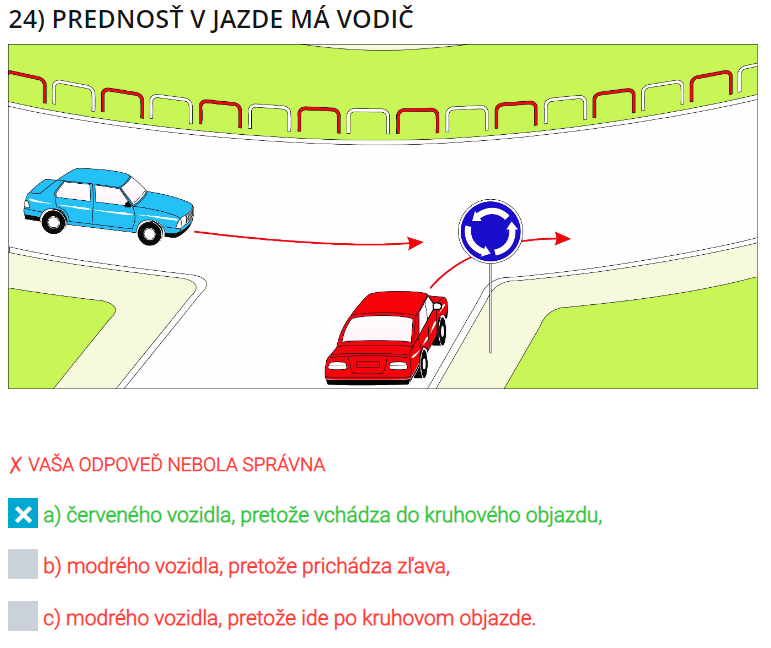 24) PREDNOSŤ V JAZDE MÁ VODIČ
✗ VAŠA ODPOVEĎ NEBOLA SPRÁVNA
a) červeného vozidla, pretože vchádza do kruhového objazdu,
b) modrého vozidla, pretože prichádza zľava,
c) modrého vozidla, pretože ide po kruhovom objazde.